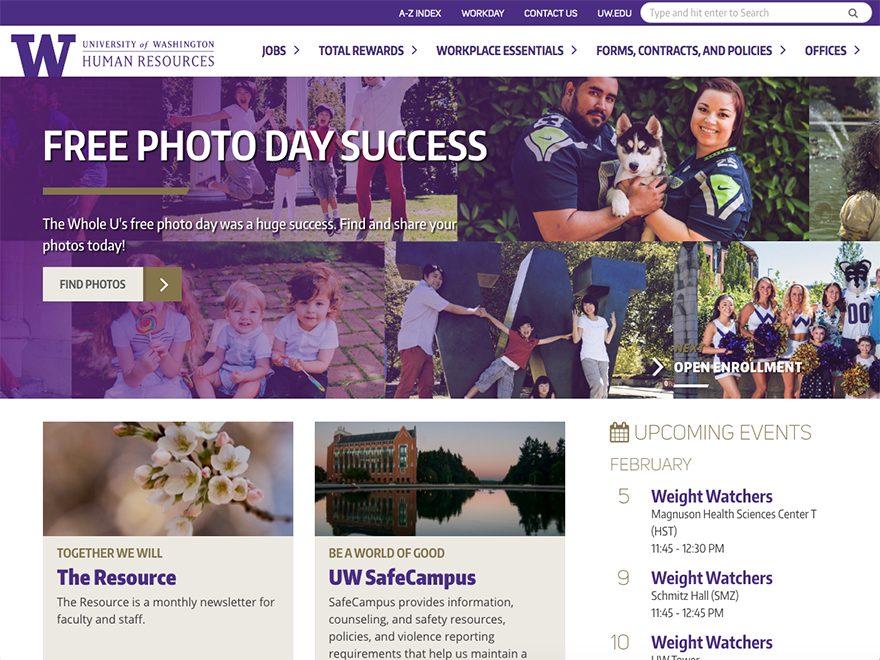 A-Z INDEX
WORKDAY
CONTACT US
UW.EDU
Type and hit enter to Search
W
UNIVERSITY of WASHINGTON
HUMAN RESOURCES
JOBS
TOTAL REWARDS
WORKPLACE ESSENTIALS
FORMS, CONTRACTS, AND POLICIES
OFFICES
FREE PHOTO DAY SUCCESS
The Whole U's free photo day was a huge success. Find and share your
photos today!
FIND PHOTOS
NEXT
OPEN ENROLLMENT
00
TOGETHER WE WILL
The Resource
The Resource is a monthly newsletter for
faculty and staff.
BE A WORLD OF GOOD
UW SafeCampus
SafeCampus provides information,
counseling, and safety resources,
policies, and violence reporting
requirements that help us maintain a
UPCOMING EVENTS
FEBRUARY
5
Weight Watchers
Magnuson Health Sciences Center T
(HST)
11:45 - 12:30 PM
9
Weight Watchers
Schmitz Hall (SMZ)
11:45 - 12:45 PM
10
Weight Watchers
UW Tower